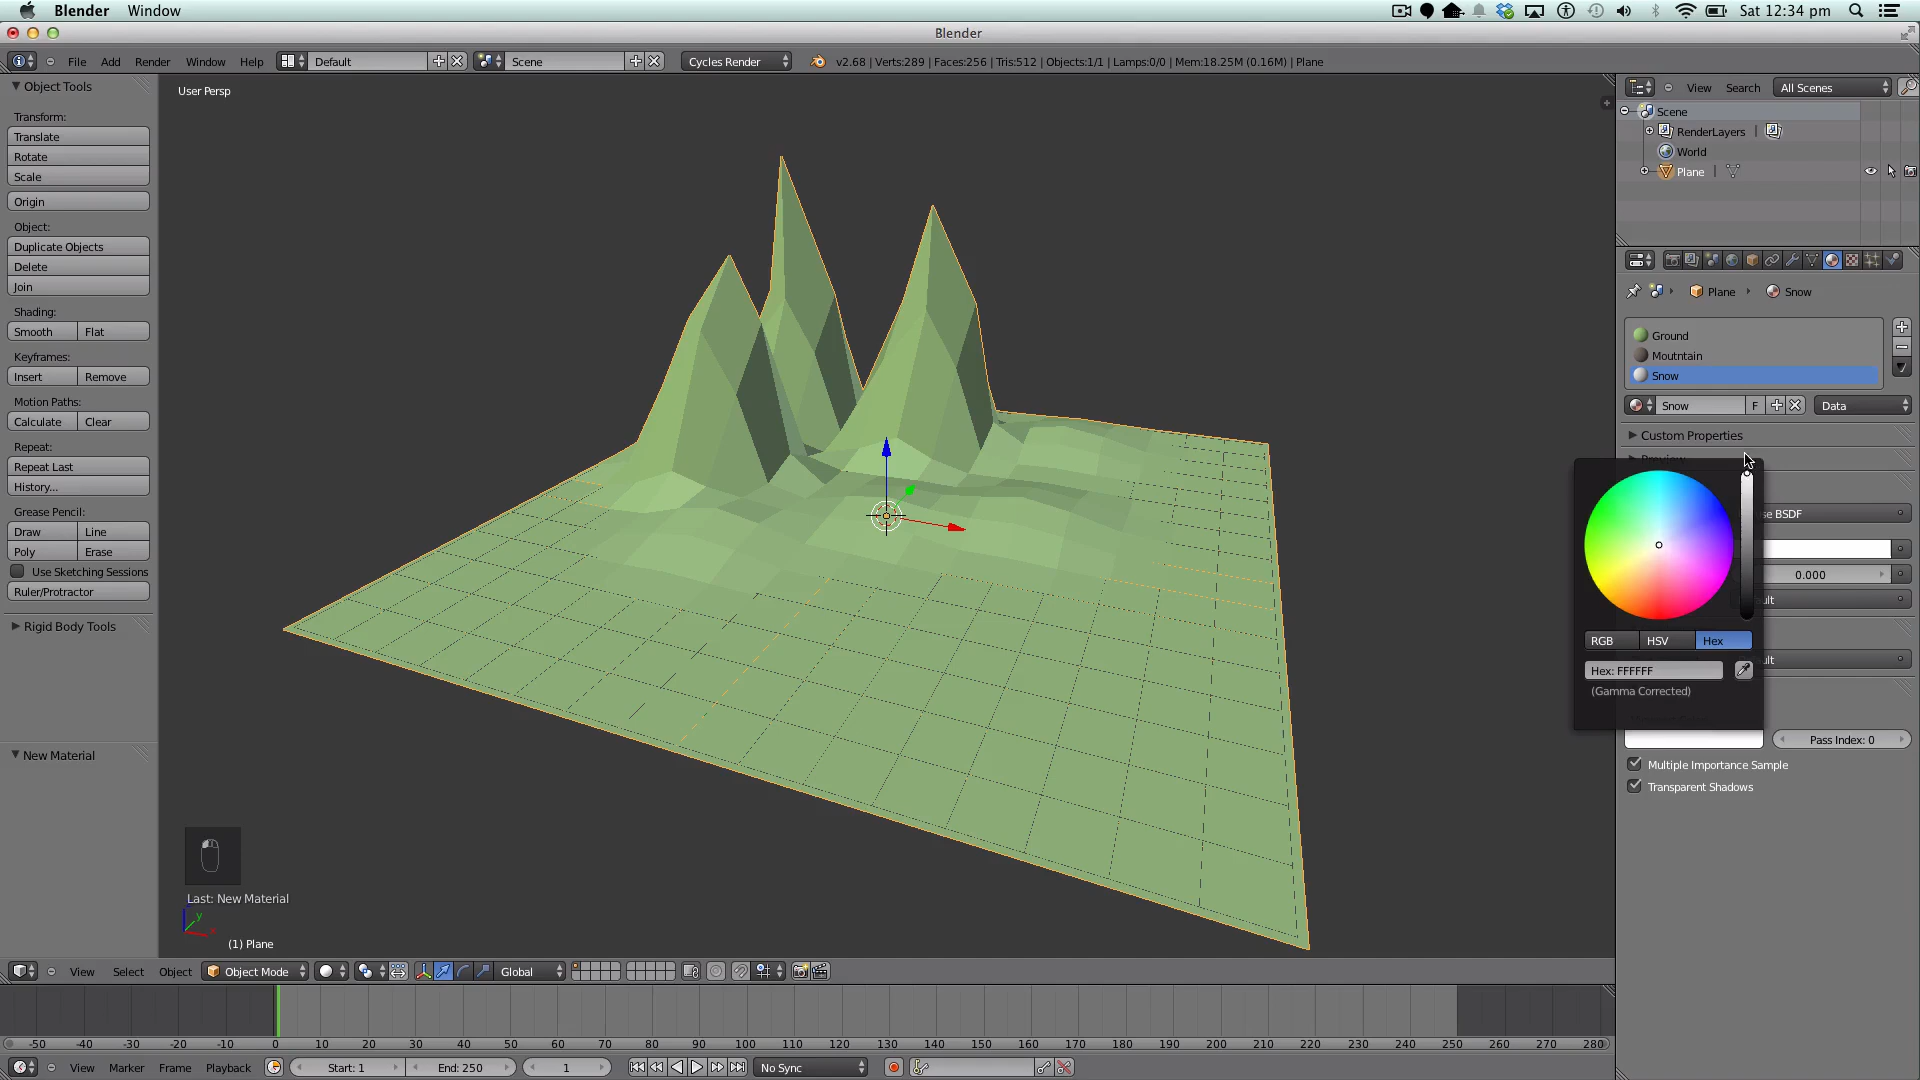 Blender Window Sat 12:34 pm
Blender
File Add Render Window Help Default Scene Cycles Render v2.68 | Verts:289 | Faces:256 | Tris:512 | Objects:1/1 | Lamps:0/0 | Mem:18.25M (0.16M) | Plane
Object Tools
Transform:
Translate
Rotate
Scale
Origin
Object:
Duplicate Objects
Delete
Join
Shading:
Smooth Flat
Keyframes:
Insert Remove
Motion Paths:
Calculate Clear
Repeat:
Repeat Last
History...
Grease Pencil:
Draw Line
Poly Erase
Use Sketching Sessions
Ruler/Protractor
Rigid Body Tools
New Material
User Persp
Last: New Material
z
y
x
(1) Plane
View Search All Scenes
Scene
RenderLayers |
World
Plane |
Plane Snow
Ground
Moutntain
Snow
Snow F Data
Custom Properties
BSDF
0.000
RGB HSV Hex
Hex: FFFFFF
(Gamma Corrected)
Pass Index: 0
Multiple Importance Sample
Transparent Shadows
View Select Object Object Mode Global
-50 -40 -30 -20 -10 0 10 20 30 40 50 60 70 80 90 100 110 120 130 140 150 160 170 180 190 200 210 220 230 240 250 260 270 280
View Marker Frame Playback Start: 1 End: 250 1 No Sync